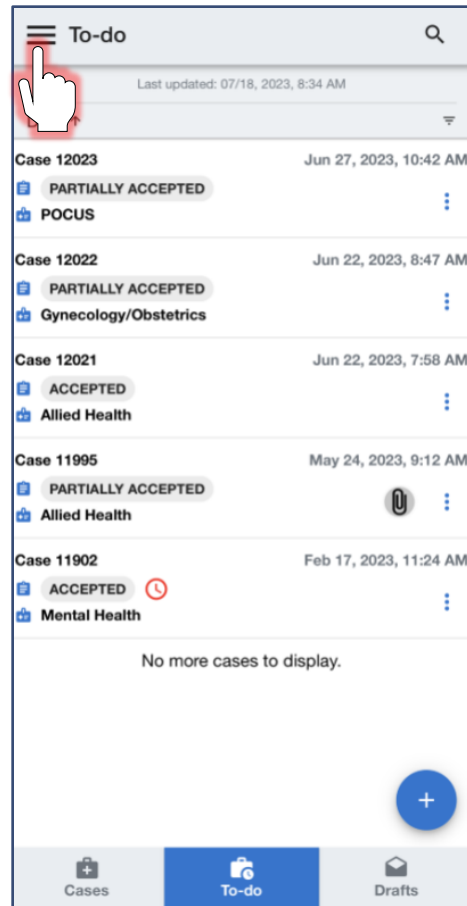 To-do
Last updated: 07/18, 2023, 8:34 AM
Case 12023 Jun 27, 2023, 10:42 AM
PARTIALLY ACCEPTED
POCUS
Case 12022 Jun 22, 2023, 8:47 AM
PARTIALLY ACCEPTED
Gynecology/Obstetrics
Case 12021 Jun 22, 2023, 7:58 AM
ACCEPTED
Allied Health
Case 11995 May 24, 2023, 9:12 AM
PARTIALLY ACCEPTED
Allied Health
Case 11902 Feb 17, 2023, 11:24 AM
ACCEPTED
Mental Health
No more cases to display.
Cases To-do Drafts